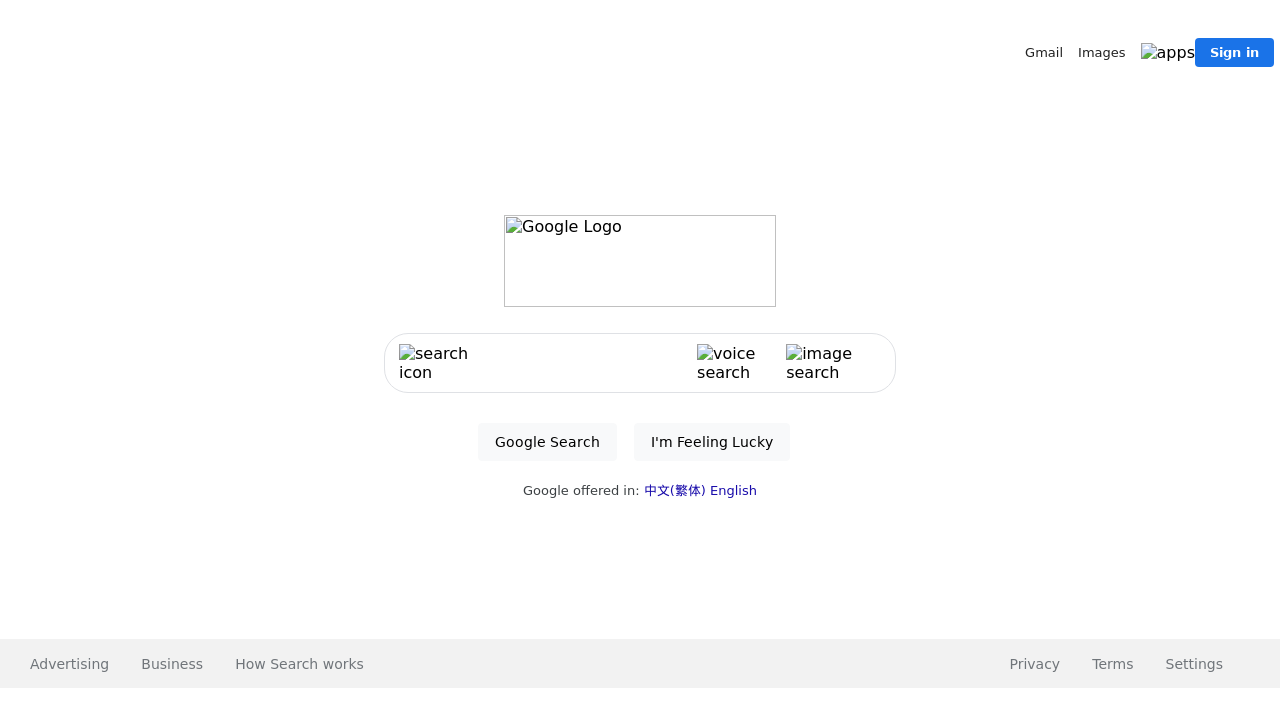 Gmail Images apps Sign in
Google Logo
search icon
voice search
image search
Google Search I'm Feeling Lucky
Google offered in: 中文(繁体) English
Advertising Business How Search works Privacy Terms Settings